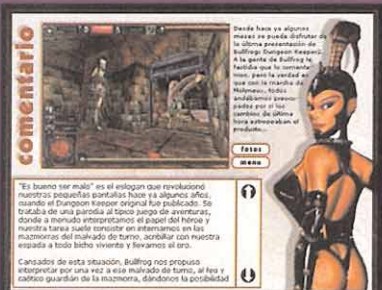 comentario
Desde hace ya algunos
meses se puede disfrutar de
la última presentación de
Bullfrog: Dungeon Keeper2.
A la gente de Bullfrog le
fastidia que lo
pero la verdad es
que con la marcha de
Molyneux, todos
andábamos preocu-
pados por si los
cambios de última
hora estropeaban el
producto...
fotos
menu
"Es bueno ser malo" es el eslogan que revolucionó
nuestras pequeñas pantallas hace ya algunos años,
cuando el Dungeon Keeper original fue publicado. Se
trataba de una parodia al típico juego de aventuras,
donde a menudo interpretamos el papel del héroe y
nuestra tarea suele consistir en internarnos en las
mazmorras del malvado de turno, acribillar con nuestra
espada a todo bicho viviente y llevarnos el oro.
Cansados de esta situación, Bullfrog nos propuso
interpretar por una vez a ese malvado de turno, al feo y
caótico guardián de la mazmorra, dándonos la posibilidad